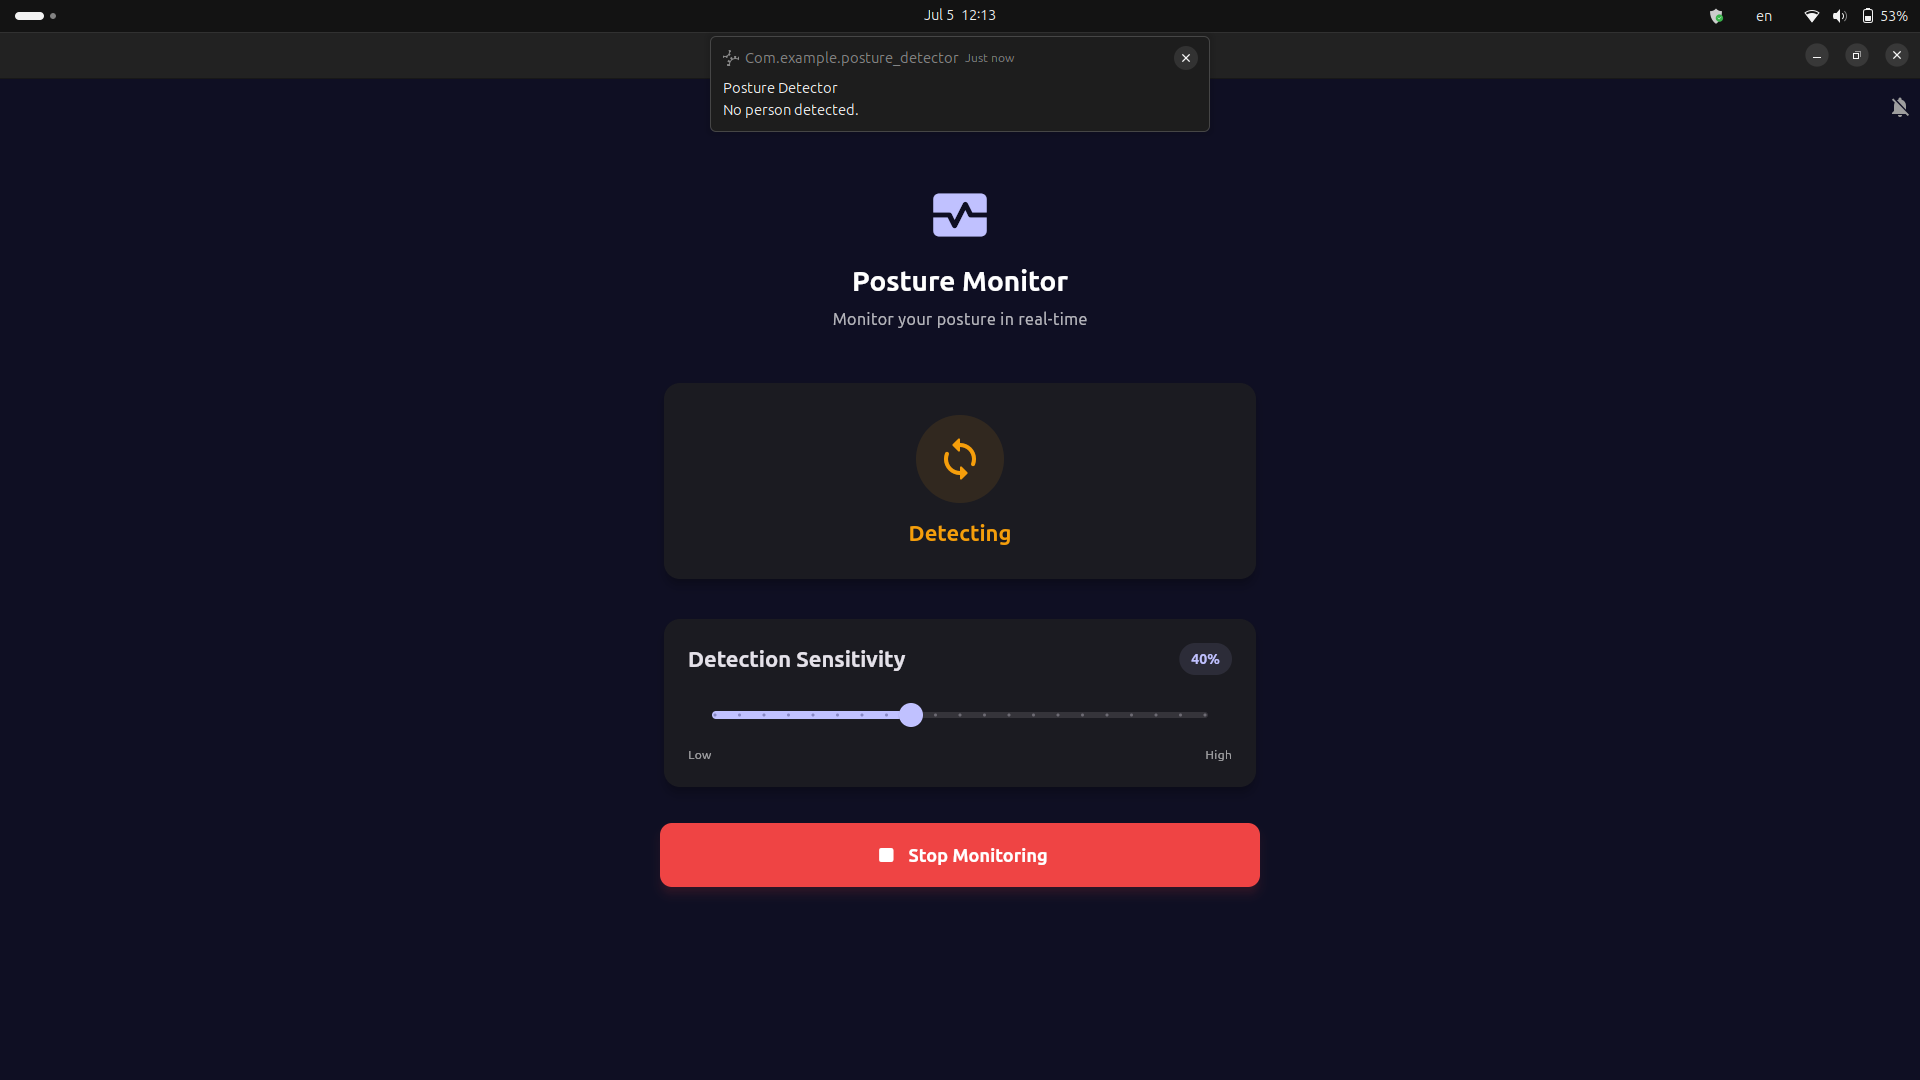 Jul 5 12:13
en
53%
Com.example.posture_detector Just now
Posture Detector
No person detected.
Posture Monitor
Monitor your posture in real-time
Detecting
Detection Sensitivity
40%
Low
High
Stop Monitoring